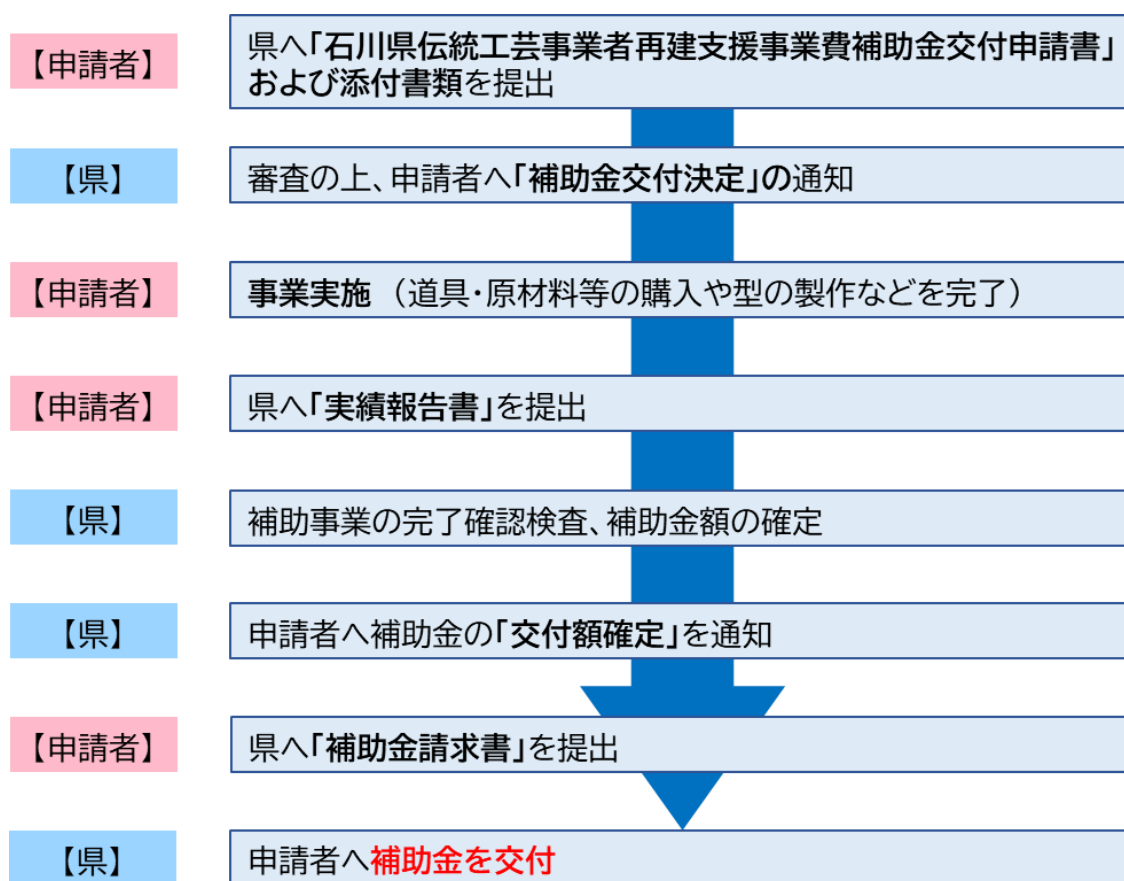 【申請者】
県へ「石川県伝統工芸事業者再建支援事業費補助金交付申請書」
および添付書類を提出
【県】
審査の上、申請者へ「補助金交付決定」の通知
【申請者】
事業実施 （道具・原材料等の購入や型の製作などを完了）
【申請者】
県へ「実績報告書」を提出
【県】
補助事業の完了確認検査、補助金額の確定
【県】
申請者へ補助金の「交付額確定」を通知
【申請者】
県へ「補助金請求書」を提出
【県】
申請者へ補助金を交付